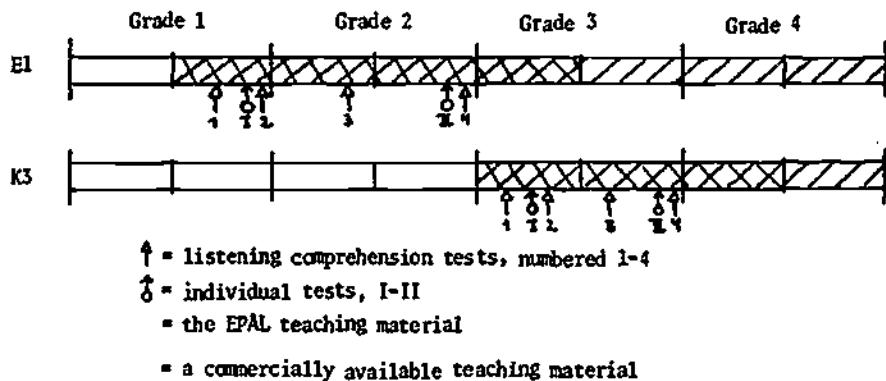 Grade 1 Grade 2 Grade 3 Grade 4
E1
1 I 2 3 II 4
K3
1 I 2 3 II 4
= listening comprehension tests, numbered 1-4
= individual tests, I-II
= the EPÅL teaching material
= a commercially available teaching material